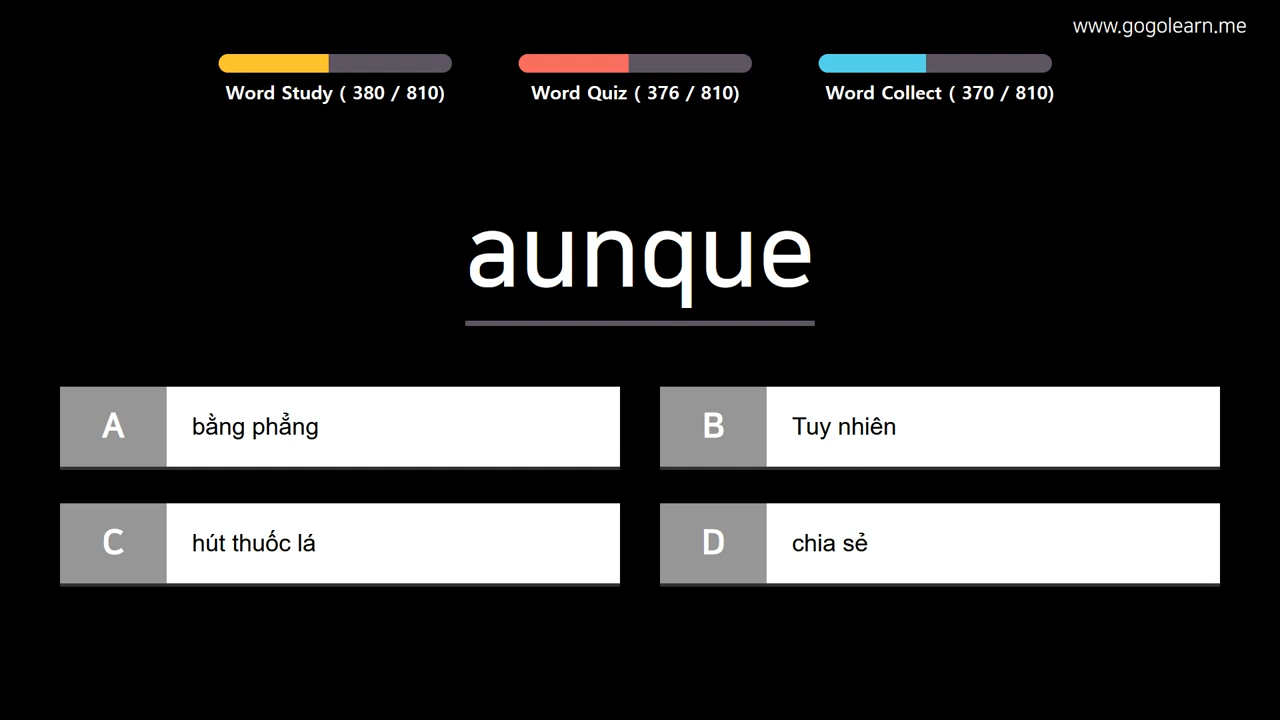 www.gogolearn.me
Word Study ( 380 / 810)
Word Quiz ( 376 / 810)
Word Collect ( 370 / 810)
aunque
A bằng phẳng
B Tuy nhiên
C hút thuốc lá
D chia sẻ